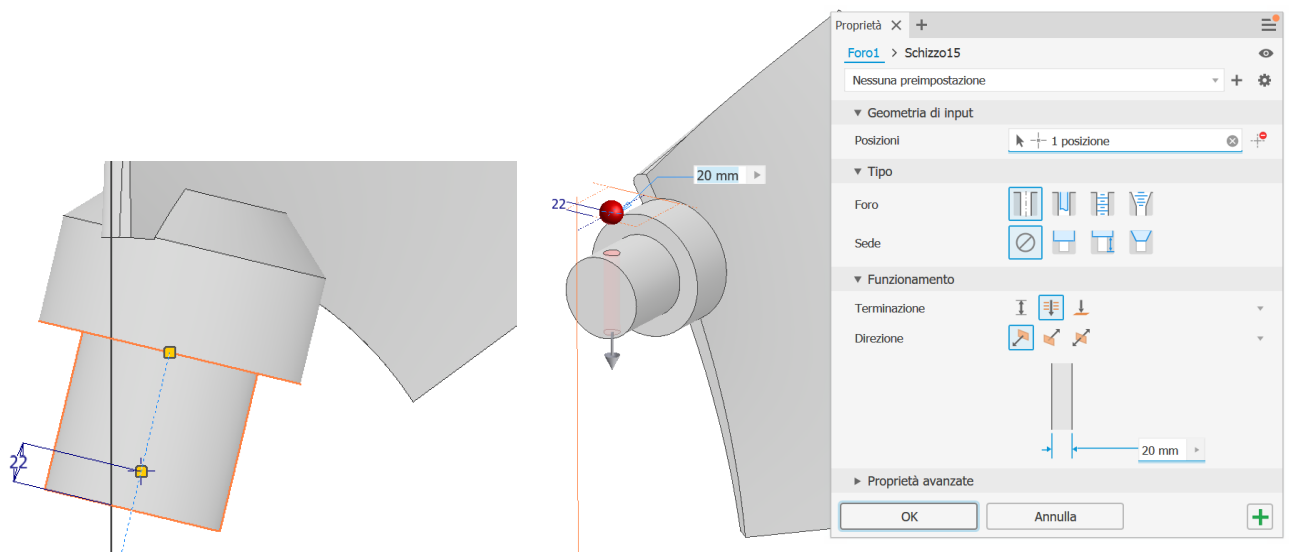 22
20 mm
22
Proprietà
Foro1 > Schizzo15
Nessuna preimpostazione
Geometria di input
Posizioni 1 posizione
Tipo
Foro
Sede
Funzionamento
Terminazione
Direzione
20 mm
Proprietà avanzate
OK Annulla